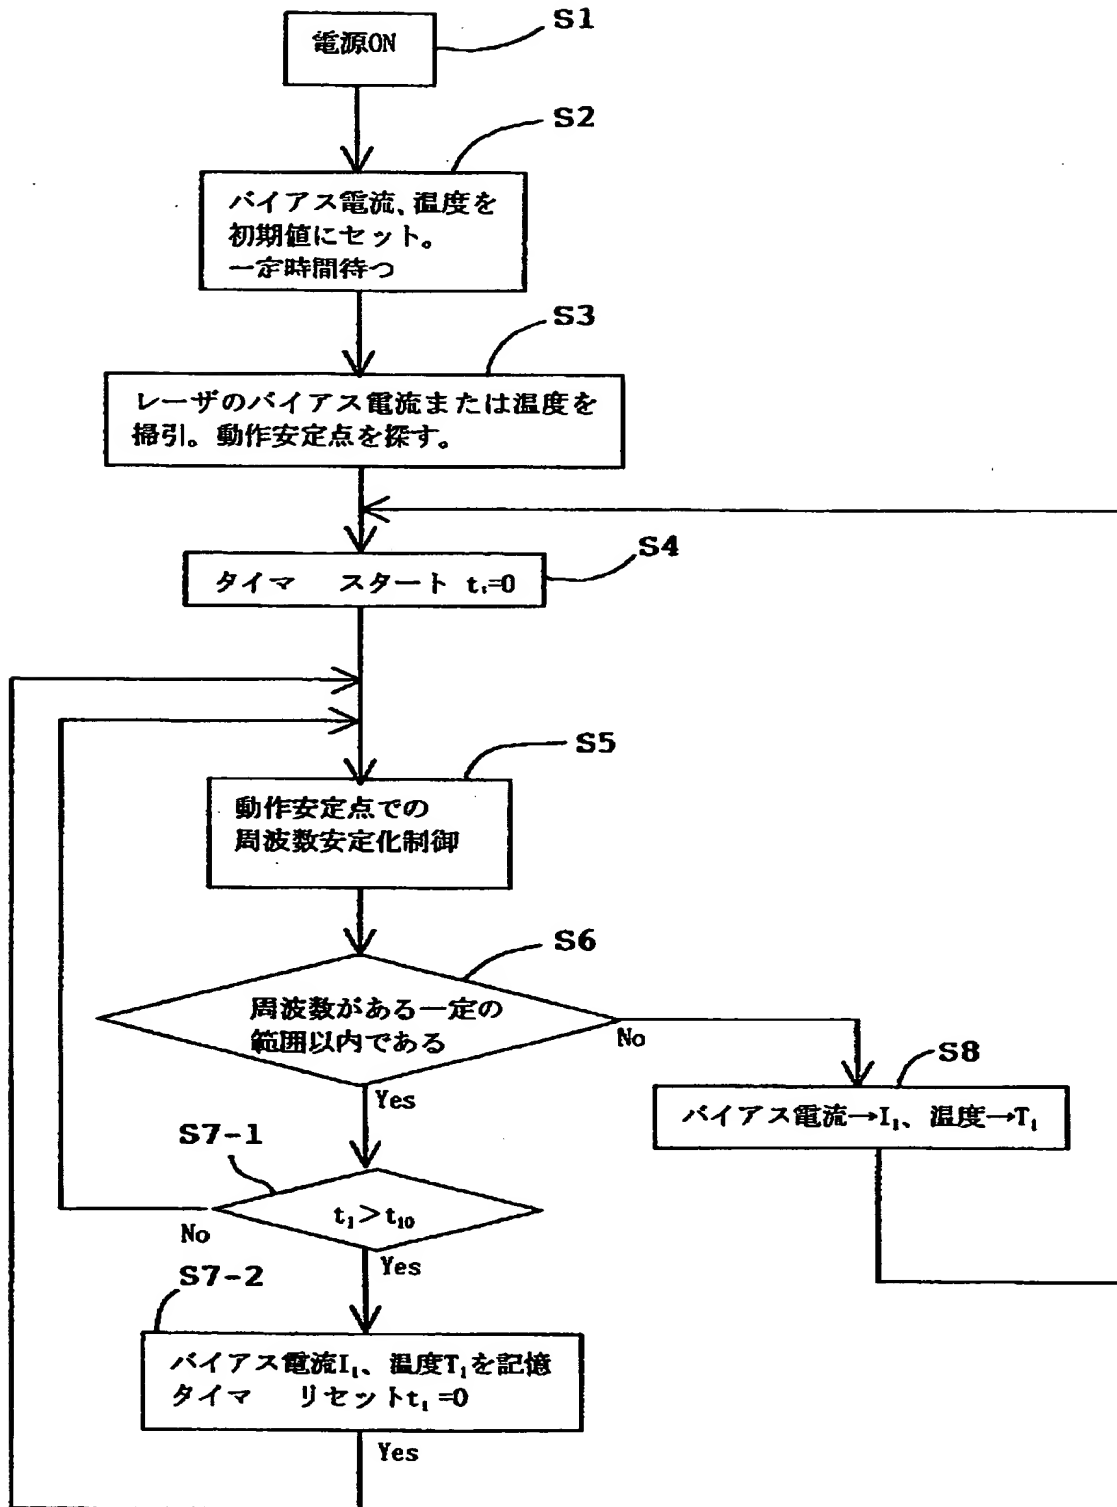 S1
電源ON
S2
バイアス電流、温度を
初期値にセット。
一定時間待つ
S3
レーザのバイアス電流または温度を
掃引。動作安定点を探す。
S4
タイマ スタート t₁=0
S5
動作安定点での
周波数安定化制御
S6
周波数がある一定の
範囲以内である
No
Yes
S8
バイアス電流→I₁、温度→T₁
S7-1
t₁＞t₁₀
No
Yes
S7-2
バイアス電流I₁、温度T₁を記憶
タイマ リセットt₁=0
Yes